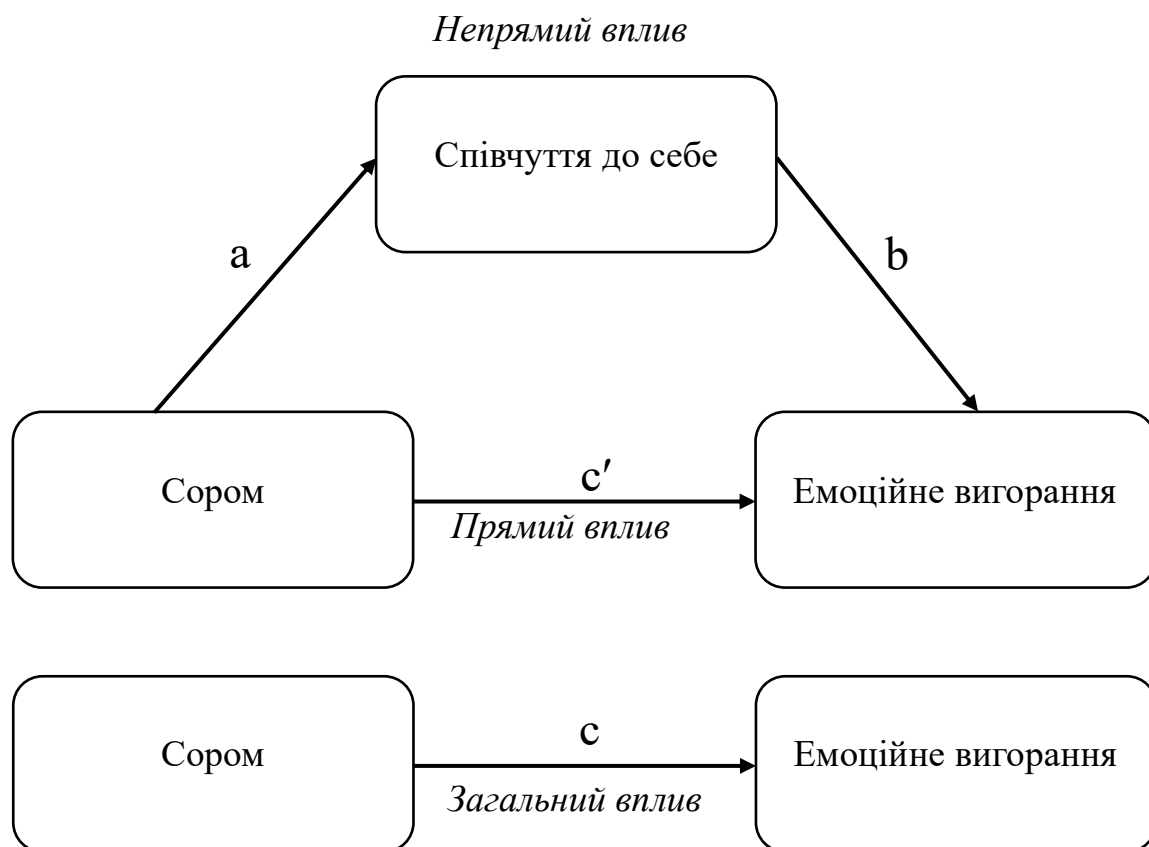 Непрямий вплив
Співчуття до себе
a
b
Сором
c′
Прямий вплив
Емоційне вигорання
Сором
c
Загальний вплив
Емоційне вигорання